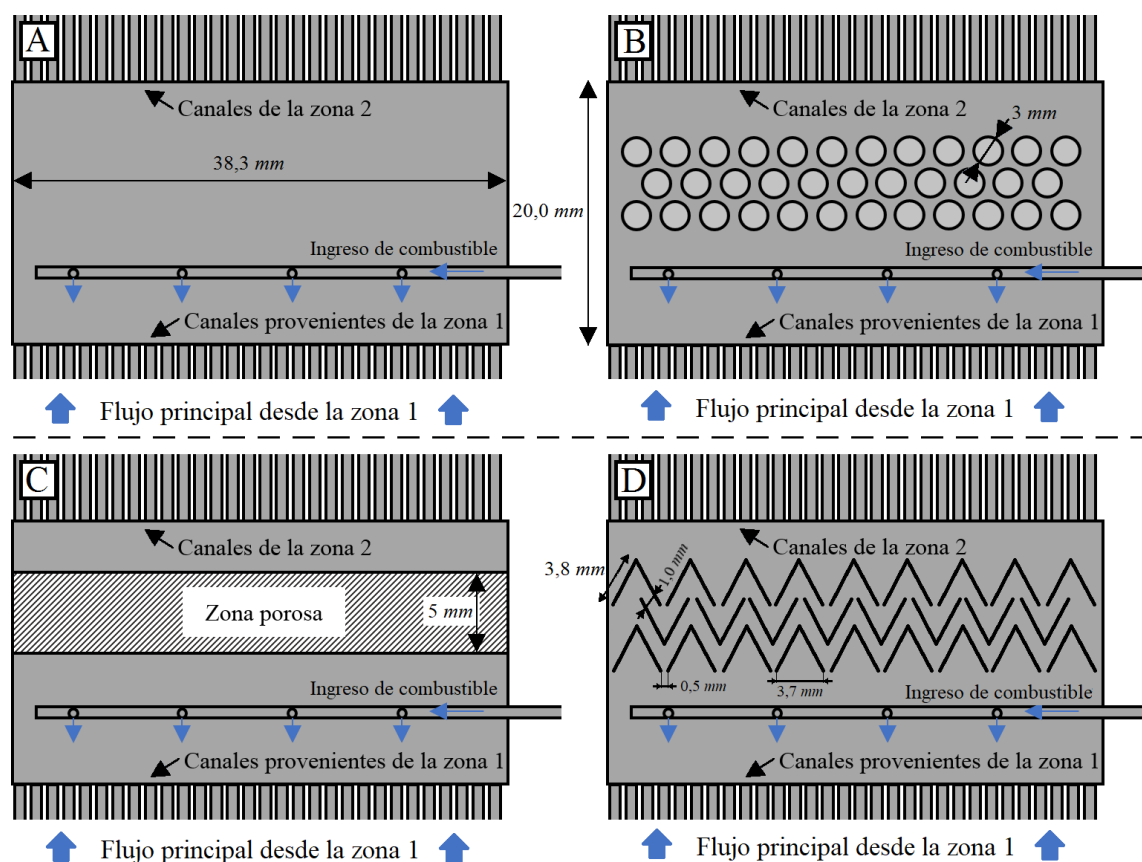 A
Canales de la zona 2
38,3 mm
Ingreso de combustible
Canales provenientes de la zona 1
Flujo principal desde la zona 1
B
Canales de la zona 2
3 mm
20,0 mm
Ingreso de combustible
Canales provenientes de la zona 1
Flujo principal desde la zona 1
C
Canales de la zona 2
Zona porosa
5 mm
Ingreso de combustible
Canales provenientes de la zona 1
Flujo principal desde la zona 1
D
Canales de la zona 2
3,8 mm
1,0 mm
0,5 mm
3,7 mm
Ingreso de combustible
Canales provenientes de la zona 1
Flujo principal desde la zona 1